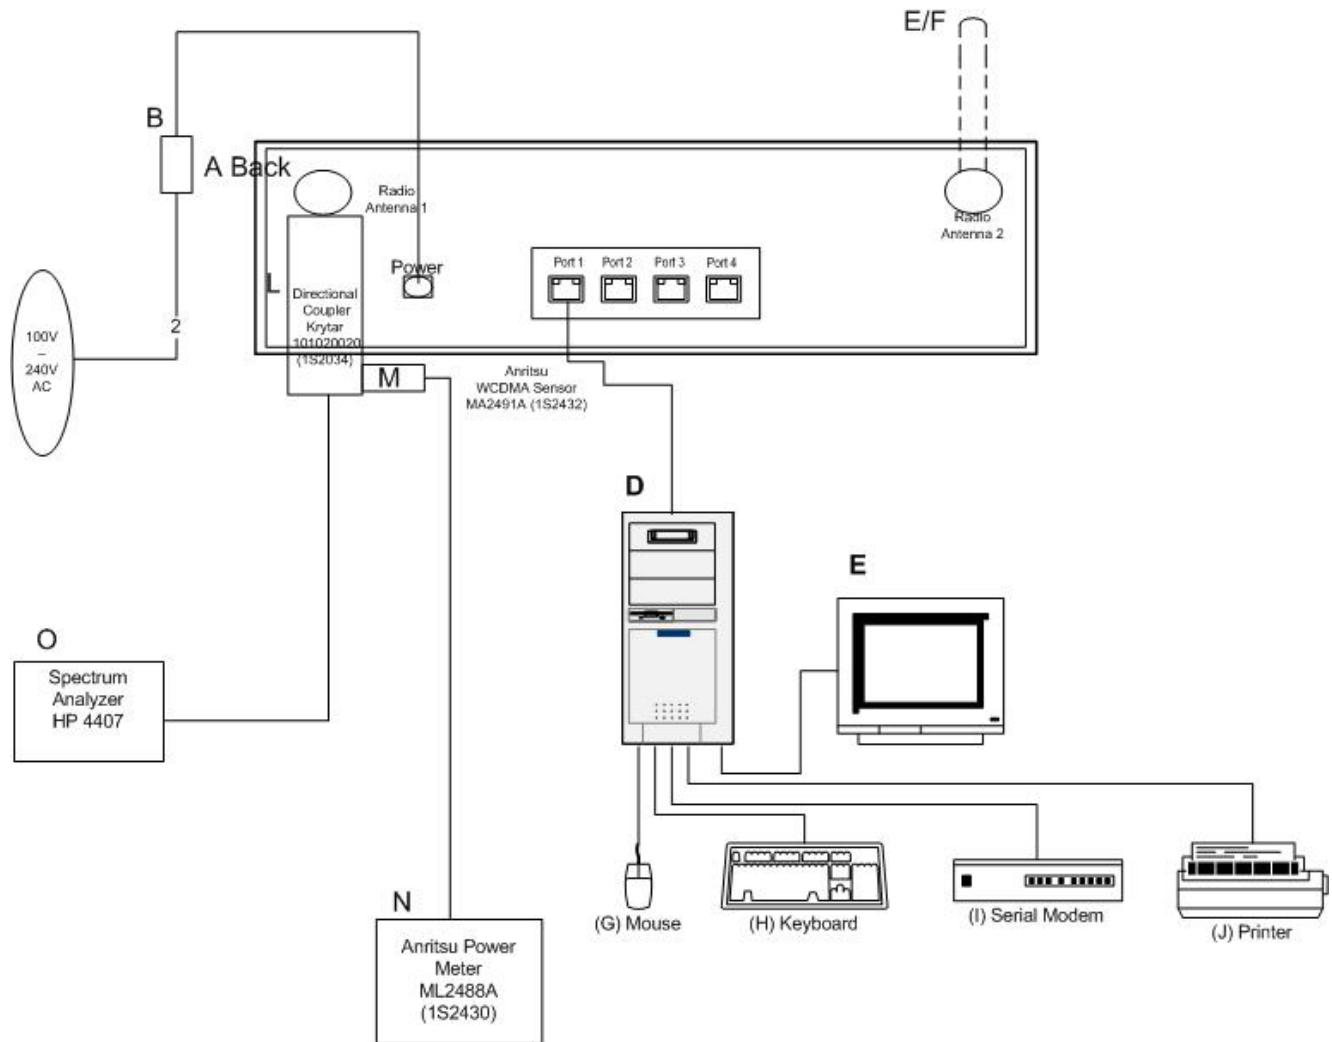 E/F
B
A Back
Radio
Antenna 1
Radio
Antenna 2
Power
Port 1 Port 2 Port 3 Port 4
L
Directional
Coupler
Krytar
101020020
(1S2034)
2
100V
–
240V
AC
M
Anritsu
WCDMA Sensor
MA2491A (1S2432)
D
E
O
Spectrum
Analyzer
HP 4407
N
Anritsu Power
Meter
ML2488A
(1S2430)
(G) Mouse
(H) Keyboard
(I) Serial Modem
(J) Printer